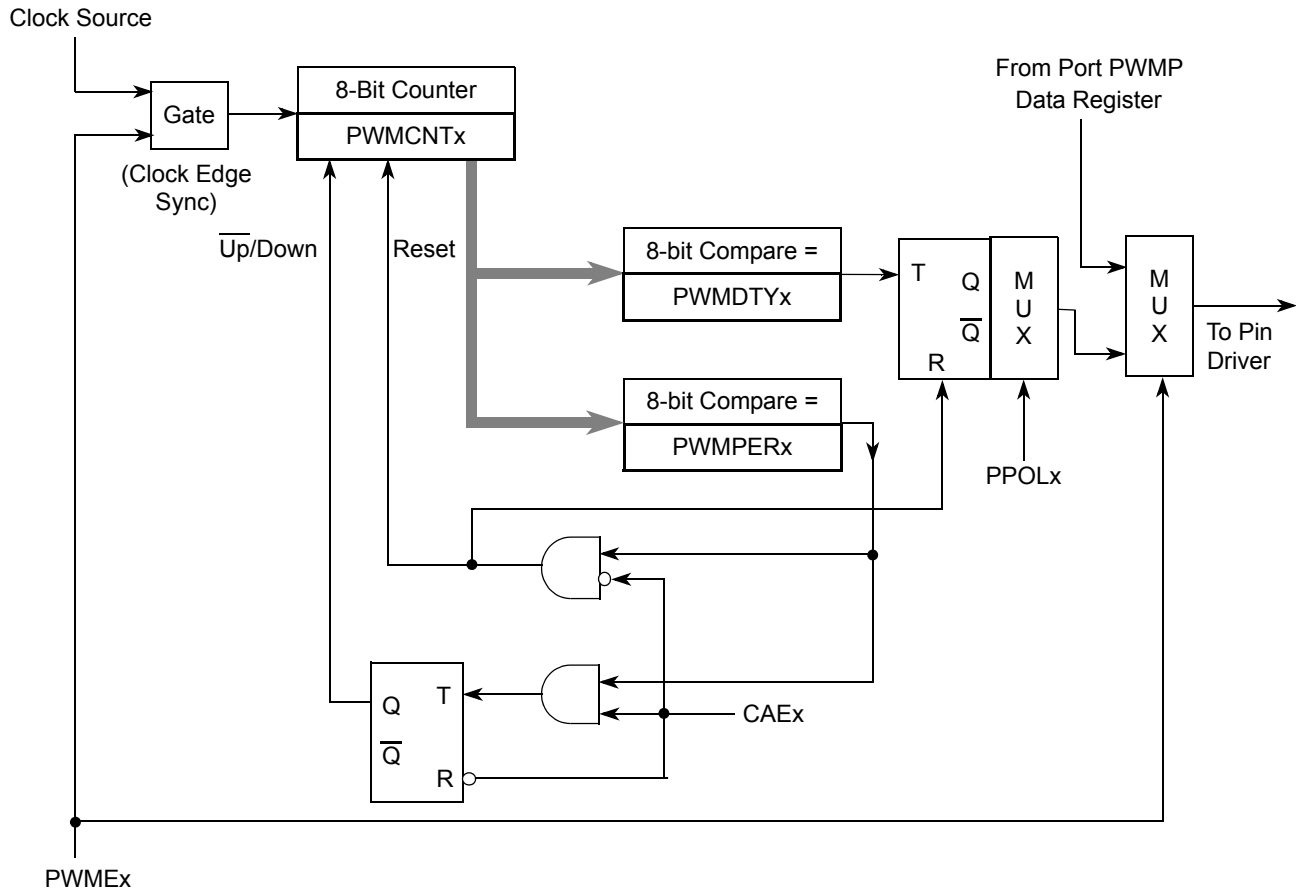 Clock Source
Gate
(Clock Edge
Sync)
8-Bit Counter
PWMCNTx
From Port PWMP
Data Register
U̅p̅/Down
Reset
8-bit Compare =
PWMDTYx
T
Q
Q̅
R
M
U
X
M
U
X
To Pin
Driver
8-bit Compare =
PWMPERx
PPOLx
Q
T
Q̅
R
CAEx
PWMEx